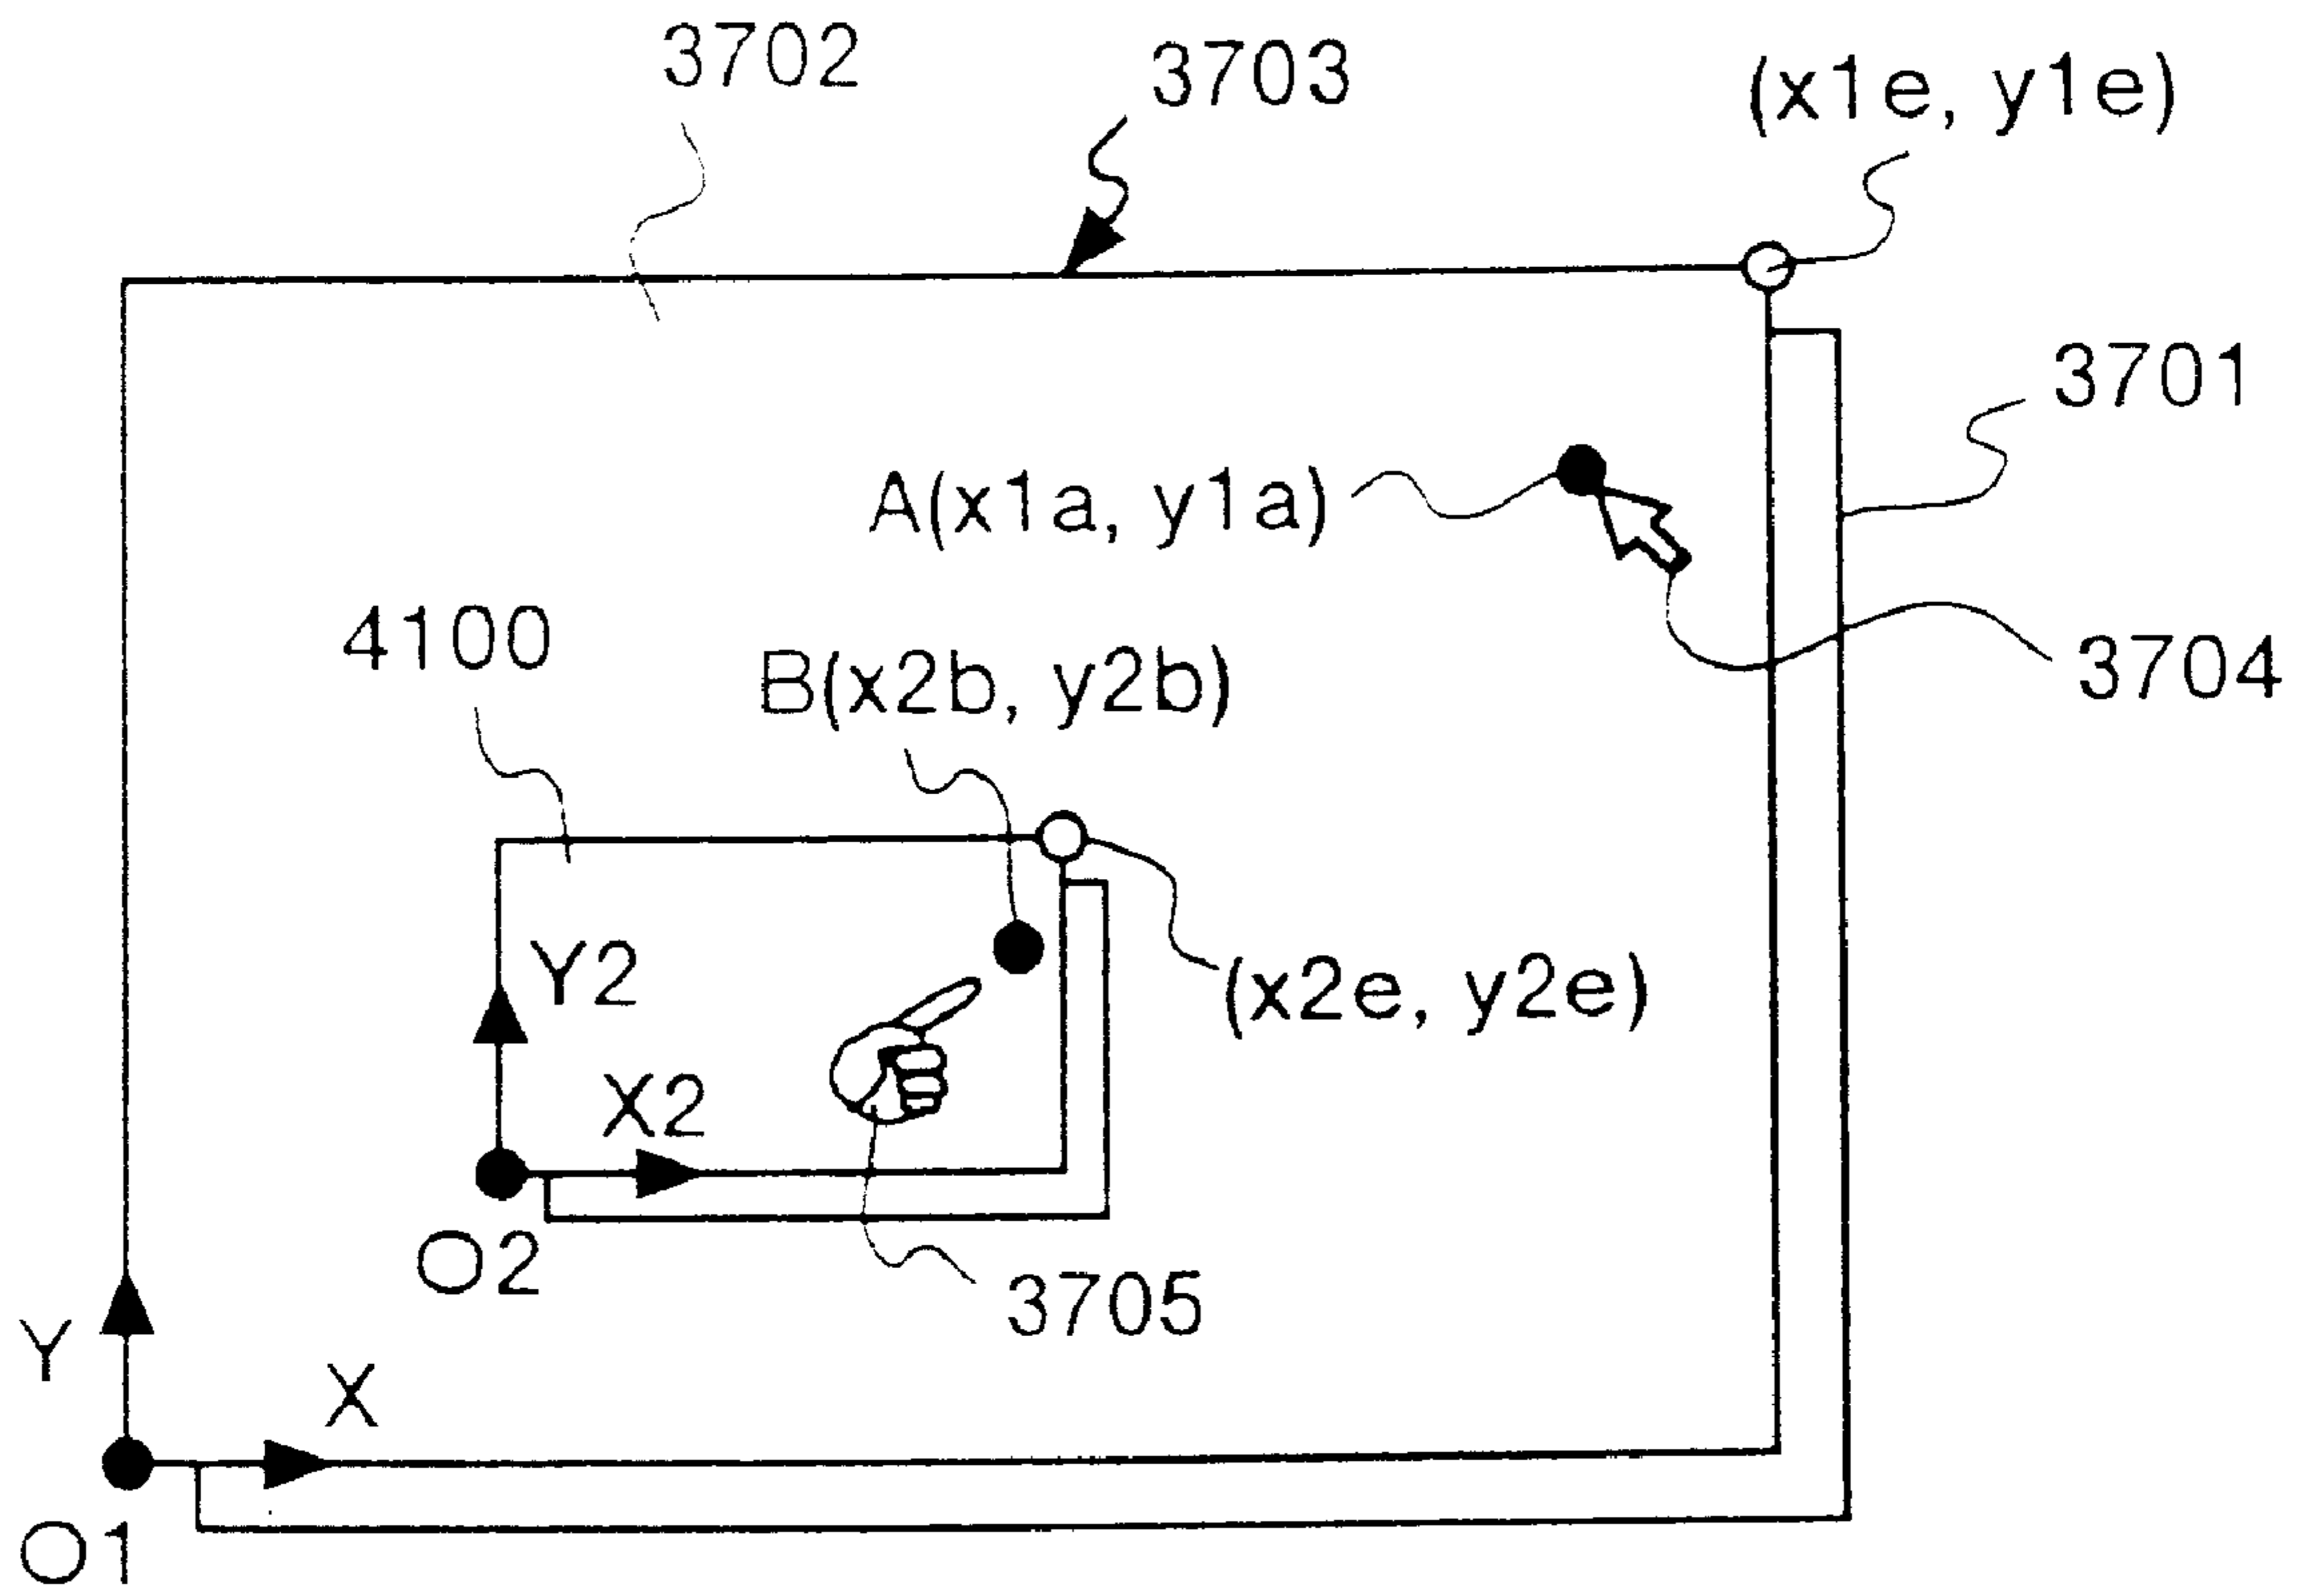 3702
3703
(x1e, y1e)
3701
A(x1a, y1a)
4100
B(x2b, y2b)
3704
Y2
(x2e, y2e)
X2
O2
3705
Y
X
O1